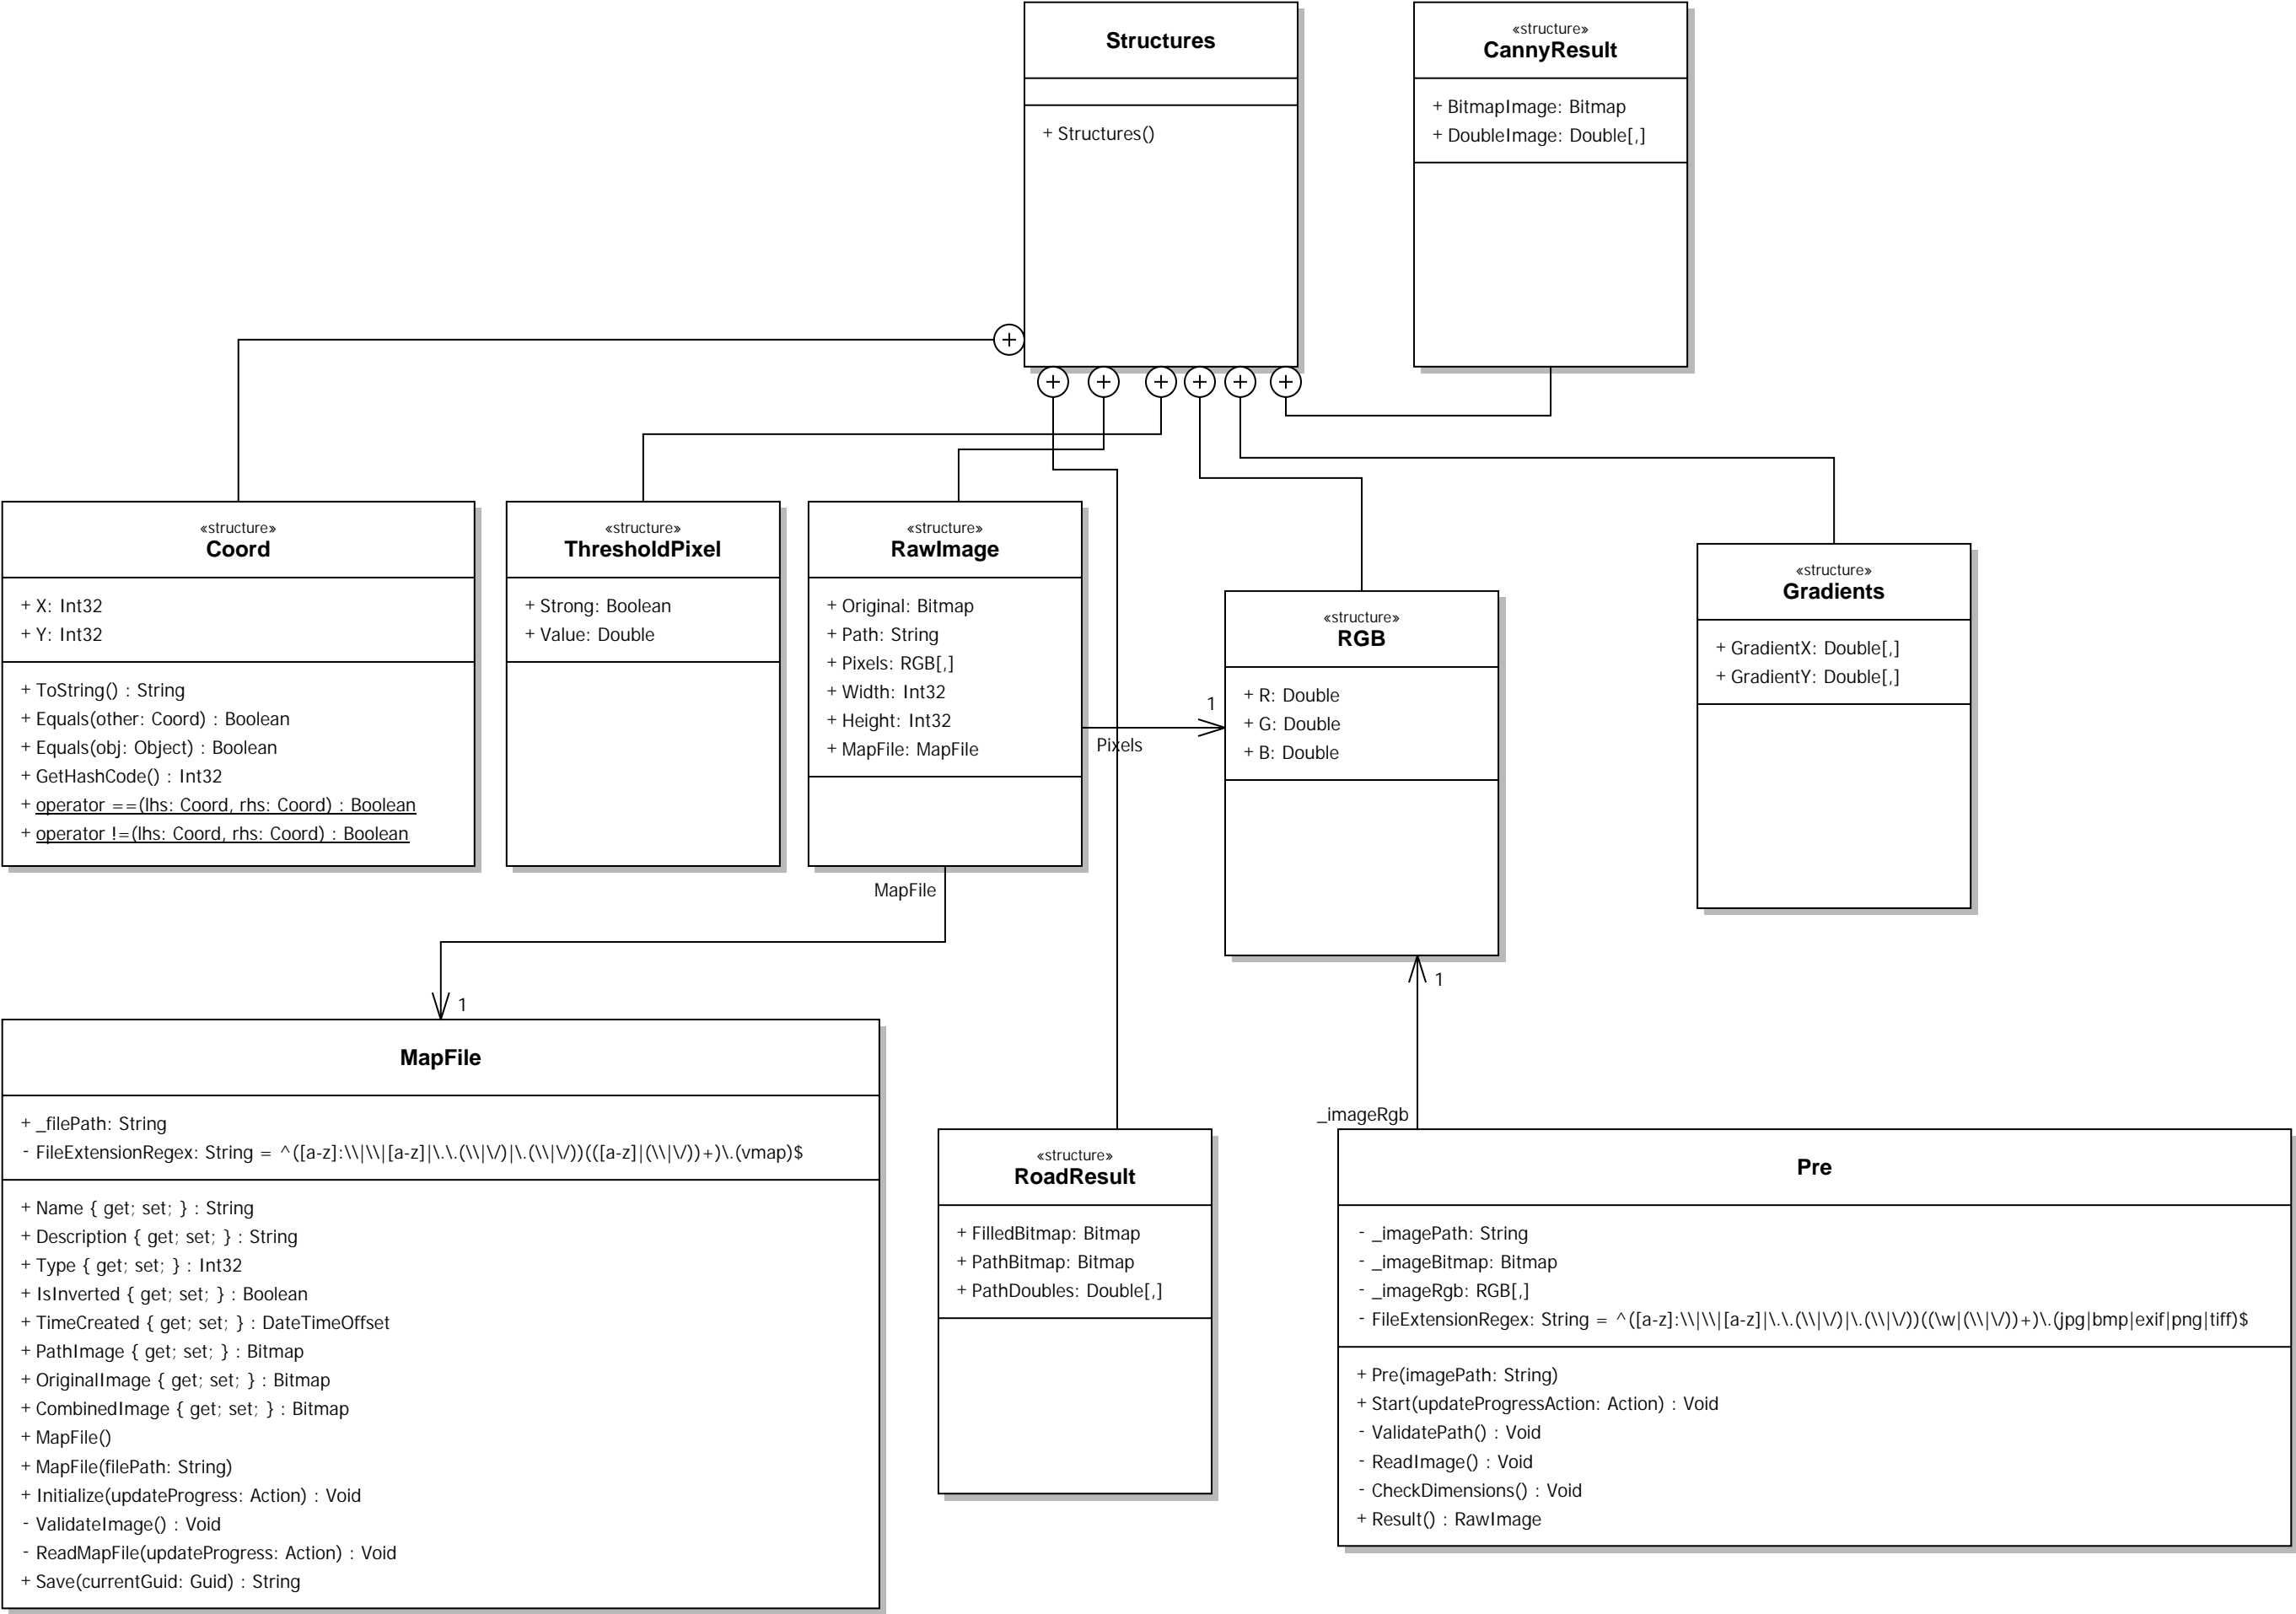 Structures
+ Structures()
«structure»
CannyResult
+ BitmapImage: Bitmap
+ DoubleImage: Double[,]
«structure»
Coord
+ X: Int32
+ Y: Int32
+ ToString() : String
+ Equals(other: Coord) : Boolean
+ Equals(obj: Object) : Boolean
+ GetHashCode() : Int32
+ operator ==(lhs: Coord, rhs: Coord) : Boolean
+ operator !=(lhs: Coord, rhs: Coord) : Boolean
«structure»
ThresholdPixel
+ Strong: Boolean
+ Value: Double
«structure»
RawImage
+ Original: Bitmap
+ Path: String
+ Pixels: RGB[,]
+ Width: Int32
+ Height: Int32
+ MapFile: MapFile
1
Pixels
«structure»
RGB
+ R: Double
+ G: Double
+ B: Double
«structure»
Gradients
+ GradientX: Double[,]
+ GradientY: Double[,]
MapFile
1
1
_imageRgb
MapFile
+ _filePath: String
- FileExtensionRegex: String = ^([a-z]:\\|\\|[a-z]|\.\.(\\|\/)|\.(\\|\/))(([a-z]|(\\|\/))+)\.(vmap)$
+ Name { get; set; } : String
+ Description { get; set; } : String
+ Type { get; set; } : Int32
+ IsInverted { get; set; } : Boolean
+ TimeCreated { get; set; } : DateTimeOffset
+ PathImage { get; set; } : Bitmap
+ OriginalImage { get; set; } : Bitmap
+ CombinedImage { get; set; } : Bitmap
+ MapFile()
+ MapFile(filePath: String)
+ Initialize(updateProgress: Action) : Void
- ValidateImage() : Void
- ReadMapFile(updateProgress: Action) : Void
+ Save(currentGuid: Guid) : String
«structure»
RoadResult
+ FilledBitmap: Bitmap
+ PathBitmap: Bitmap
+ PathDoubles: Double[,]
Pre
- _imagePath: String
- _imageBitmap: Bitmap
- _imageRgb: RGB[,]
- FileExtensionRegex: String = ^([a-z]:\\|\\|[a-z]|\.\.(\\|\/)|\.(\\|\/))((\w|(\\|\/))+)\.(jpg|bmp|exif|png|tiff)$
+ Pre(imagePath: String)
+ Start(updateProgressAction: Action) : Void
- ValidatePath() : Void
- ReadImage() : Void
- CheckDimensions() : Void
+ Result() : RawImage